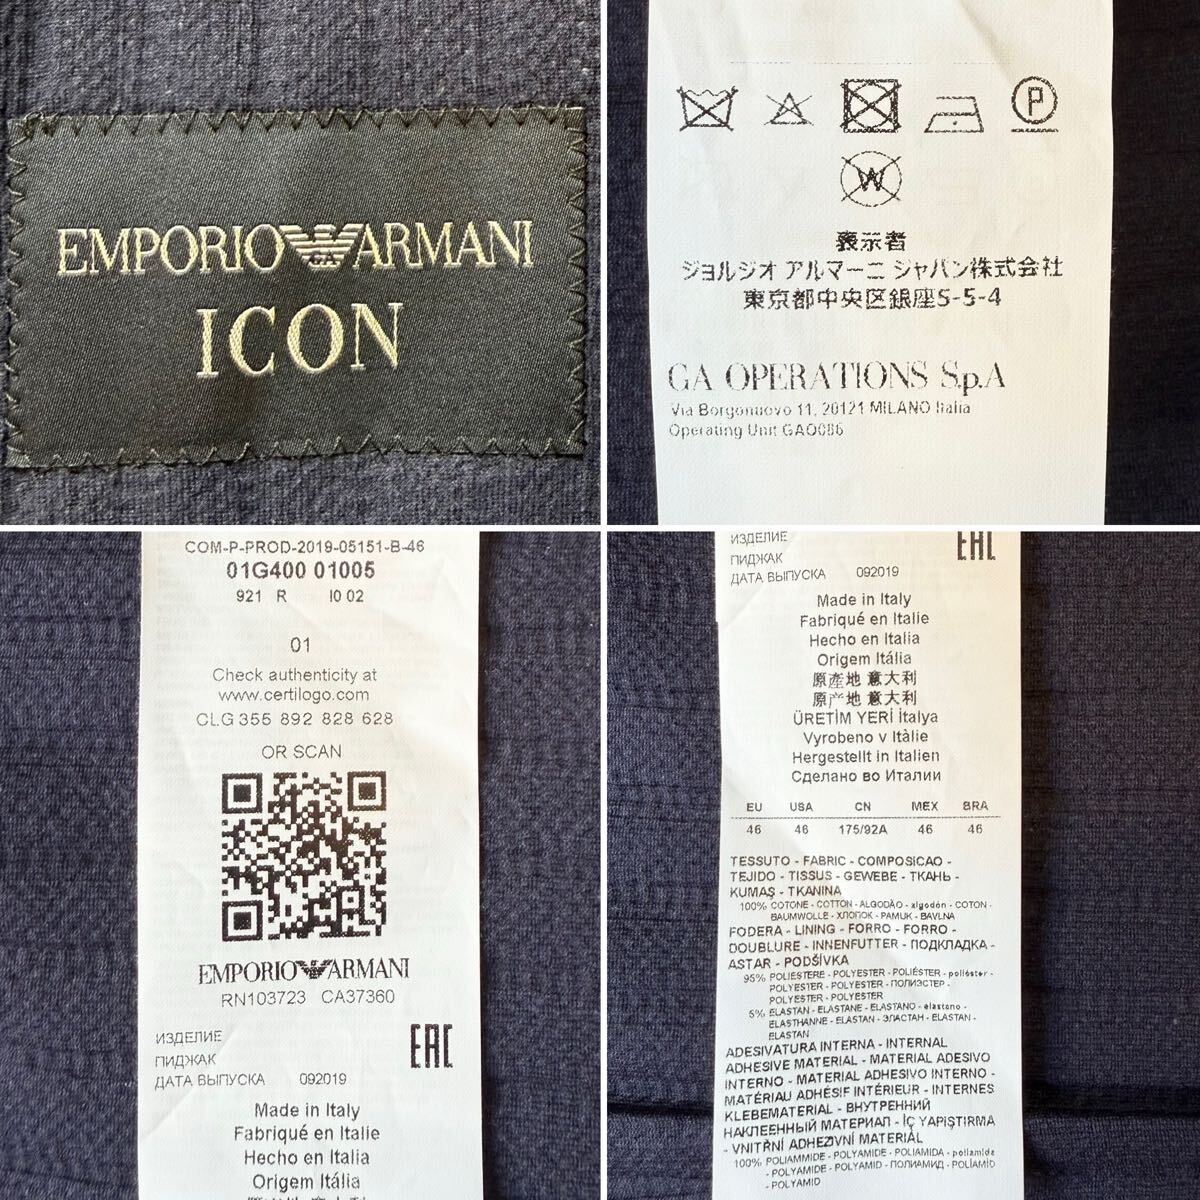 EMPORIO ARMANI
GA
ICON
P
W
表示者
ジョルジオ アルマーニ ジャパン株式会社
東京都中央区銀座5-5-4
GA OPERATIONS S.p.A
Via Borgonuovo 11, 20121 MILANO Italia
Operating Unit GAO086
COM-P-PROD-2019-05151-B-46
01G400 01005
921 R I0 02
01
Check authenticity at
www.certilogo.com
CLG 355 892 828 628
OR SCAN
EMPORIO ARMANI
RN103723 CA37360
ИЗДЕЛИЕ
ПИДЖАК
ДАТА ВЫПУСКА 092019
EAC
Made in Italy
Fabriqué en Italie
Hecho en Italia
Origem Itália
ИЗДЕЛИЕ
ПИДЖАК
ДАТА ВЫПУСКА 092019
EAC
Made in Italy
Fabriqué en Italie
Hecho en Italia
Origem Itália
原産地 意大利
原产地 意大利
ÜRETİM YERİ İtalya
Vyrobeno v Itàlie
Hergestellt in Italien
Сделано во Италии
EU USA CN MEX BRA
46 46 175/92A 46 46
TESSUTO - FABRIC - COMPOSICAO -
TEJIDO - TISSUS - GEWEBE - ТКАНЬ -
KUMAŞ - TKANINA
100% COTONE - COTTON - ALGODÃO - algodón - COTON -
BAUMWOLLE - ХЛОПОК - PAMUK - BAVLNA
FODERA - LINING - FORRO - FORRO -
DOUBLURE - INNENFUTTER - ПОДКЛАДКА -
ASTAR - PODŠÍVKA
95% POLIESTERE - POLYESTER - POLIÉSTER - poliéster -
POLYESTER - POLYESTER - ПОЛИЭСТЕР -
POLYESTER - POLYESTER
5% ELASTAN - ELASTANE - ELASTANO - elastano -
ELASTHANNE - ELASTAN - ЭЛАСТАН - ELASTAN -
ELASTAN
ADESIVATURA INTERNA - INTERNAL
ADHESIVE MATERIAL - MATERIAL ADESIVO
INTERNO - MATERIAL ADHESIVO INTERNO -
MATÉRIAU ADHÉSIF INTÉRIEUR - INTERNES
KLEBEMATERIAL - ВНУТРЕННИЙ
НАКЛЕЕННЫЙ МАТЕРИАЛ - İÇ YAPIŞTIRMA
- VNITŘNÍ ADHEZIVNÍ MATERIÁL
100% POLIAMMIDE - POLYAMIDE - POLIAMIDA - poliamida
- POLYAMIDE - POLYAMID - ПОЛИАМИД - POLİAMİD
- POLYAMID